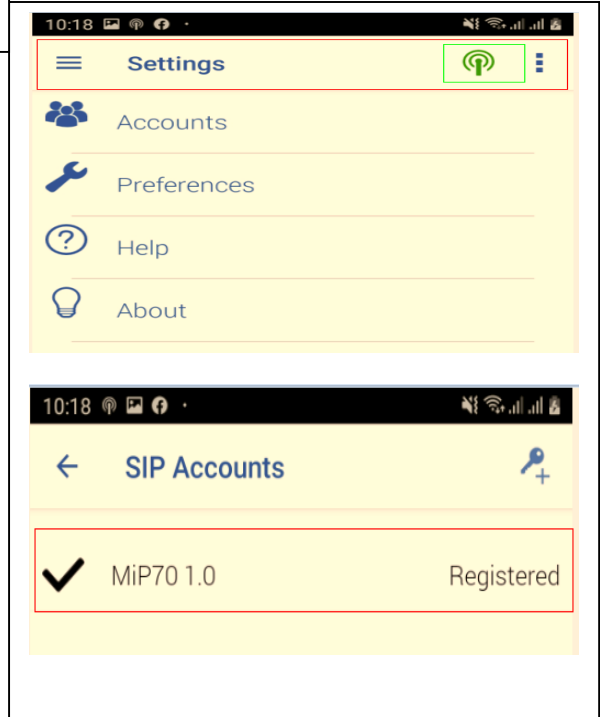 10:18
Settings
Accounts
Preferences
Help
About
10:18
SIP Accounts
MiP70 1.0 Registered